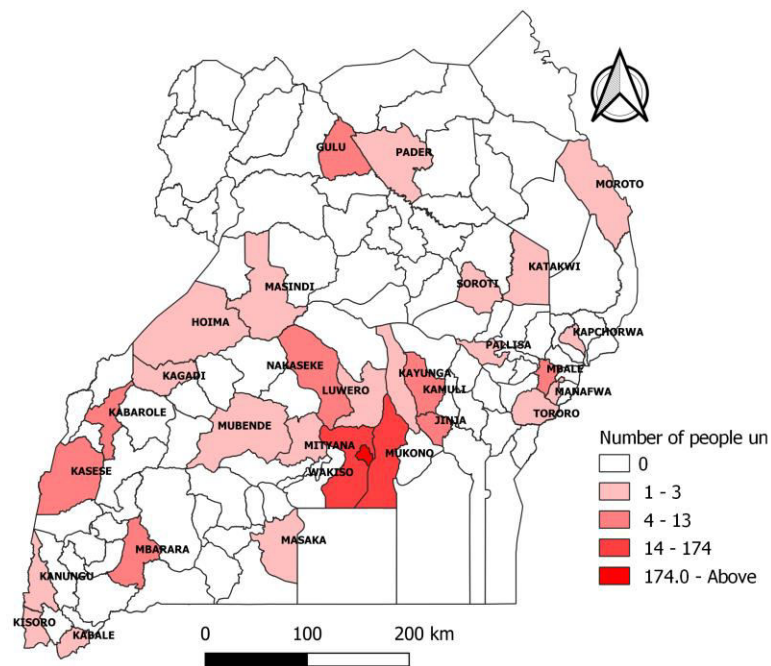 GULU
PADER
MOROTO
KATAKWI
SOROTI
MASINDI
HOIMA
KAPCHORWA
PALLISA
NAKASEKE
KAYUNGA
MBALE
KAGADI
LUWERO
KAMULI
MANAFWA
KABAROLE
TORORO
MUBENDE
JINJA
MITYANA
MUKONO
KASESE
WAKISO
MASAKA
MBARARA
KANUNGU
KISORO
KABALE
Number of people un
0
1 - 3
4 - 13
14 - 174
174.0 - Above
0 100 200 km